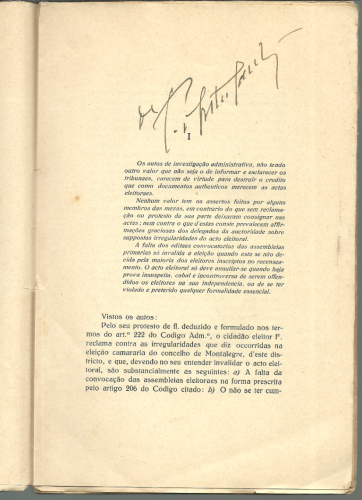 I
Os autos de investigação administrativa, não tendo
outro valor que não seja o de informar e esclarecer os
tribunaes, carecem de virtude para destruir o credito
que como documentos authenticos merecem as actas
eleitoraes.
Nenhum valor tem os assertos feitos por alguns
membros das mezas, em contrario do que sem reclama-
ção ou protesto da sua parte deixaram consignar nas
actas; nem contra o que d'estas conste prevalecem affir-
mações graciosas dos delegados da auctoridade sobre
suppostas irregularidades do acto eleitoral.
A falta dos editaes convocatorios das assembleias
primarias só invalida a eleição quando esta se não de-
cida pela maioria dos eleitores inscriptos no recensea-
mento. O acto eleitoral só deve annullar-se quando haja
prova insuspeita, cabal e incontroversa de serem offen-
didos os eleitores na sua independencia, ou de se ter
violado e preterido qualquer formalidade essencial.
Vistos os autos:
Pelo seu protesto de fl. deduzido e formulado nos ter-
mos do art.º 222 do Codigo Adm.º, o cidadão eleitor F.
reclama contra as irregularidades que diz occorridas na
eleição camararia do concelho de Montalegre, d'este dis-
tricto, e que, devendo no seu entender invalidar o acto elei-
toral, são substancialmente as seguintes: a) A falta da
convocação das assembleias eleitoraes na forma prescrita
pelo artigo 206 do Codigo citado: b) O não se ter cum-